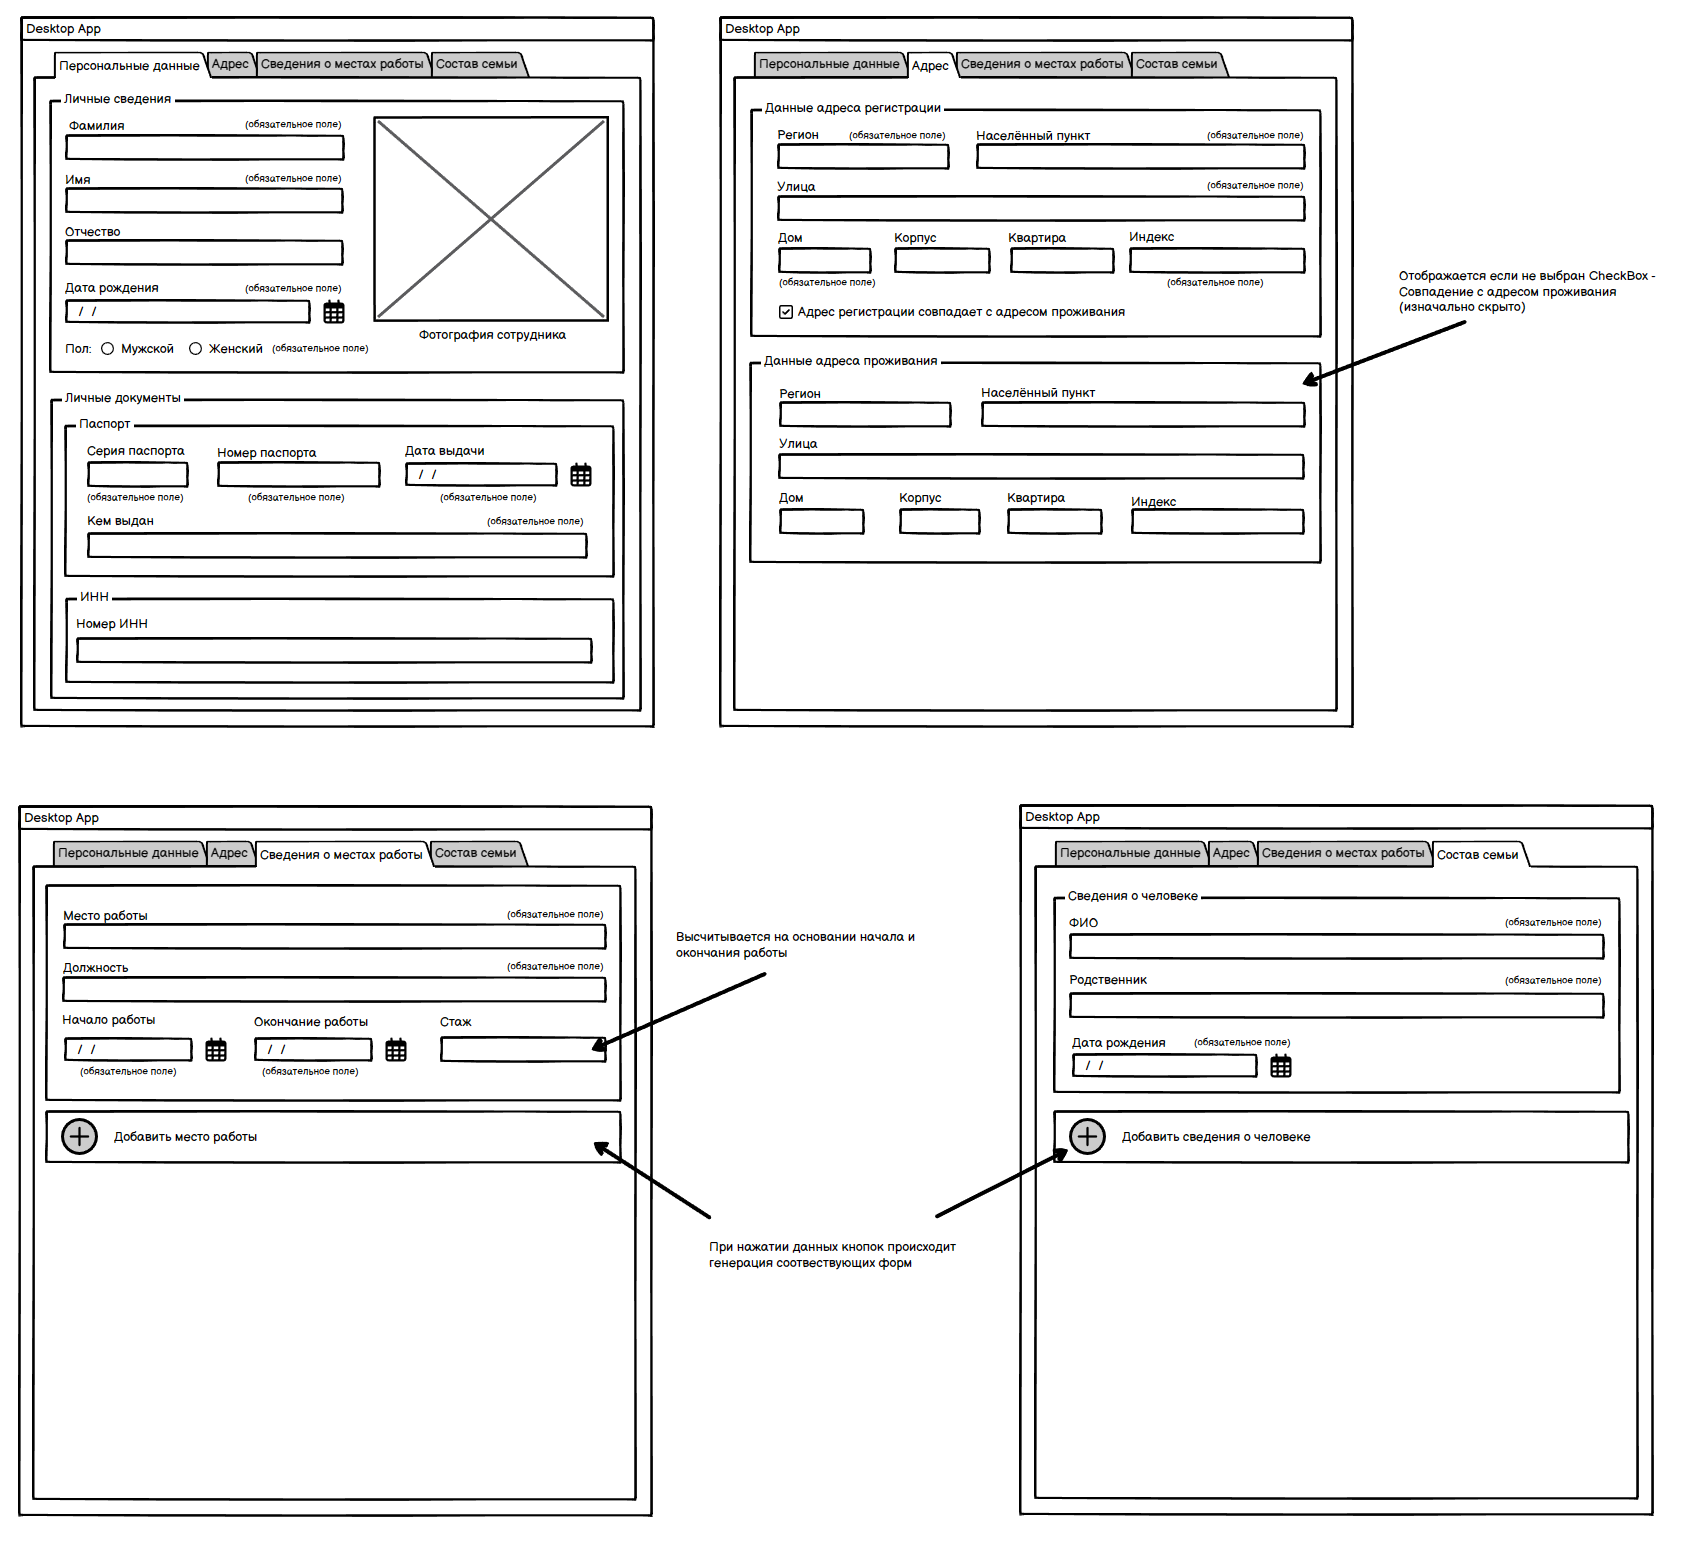 Desktop App
Персональные данные Адрес Сведения о местах работы Состав семьи
Личные сведения
Фамилия (обязательное поле)
Имя (обязательное поле)
Отчество
Дата рождения (обязательное поле)
/ /
Фотография сотрудника
Пол: Мужской Женский (обязательное поле)
Личные документы
Паспорт
Серия паспорта Номер паспорта Дата выдачи
/ /
(обязательное поле) (обязательное поле) (обязательное поле)
Кем выдан (обязательное поле)
ИНН
Номер ИНН
Desktop App
Персональные данные Адрес Сведения о местах работы Состав семьи
Данные адреса регистрации
Регион (обязательное поле) Населённый пункт (обязательное поле)
Улица (обязательное поле)
Дом Корпус Квартира Индекс
(обязательное поле) (обязательное поле)
Адрес регистрации совпадает с адресом проживания
Данные адреса проживания
Регион Населённый пункт
Улица
Дом Корпус Квартира Индекс
Отображается если не выбран CheckBox -
Совпадение с адресом проживания
(изначально скрыто)
Desktop App
Персональные данные Адрес Сведения о местах работы Состав семьи
Место работы (обязательное поле)
Должность (обязательное поле)
Начало работы Окончание работы Стаж
/ / / /
(обязательное поле) (обязательное поле)
Добавить место работы
Высчитывается на основании начала и
окончания работы
При нажатии данных кнопок происходит
генерация соотвествующих форм
Desktop App
Персональные данные Адрес Сведения о местах работы Состав семьи
Сведения о человеке
ФИО (обязательное поле)
Родственник (обязательное поле)
Дата рождения (обязательное поле)
/ /
Добавить сведения о человеке